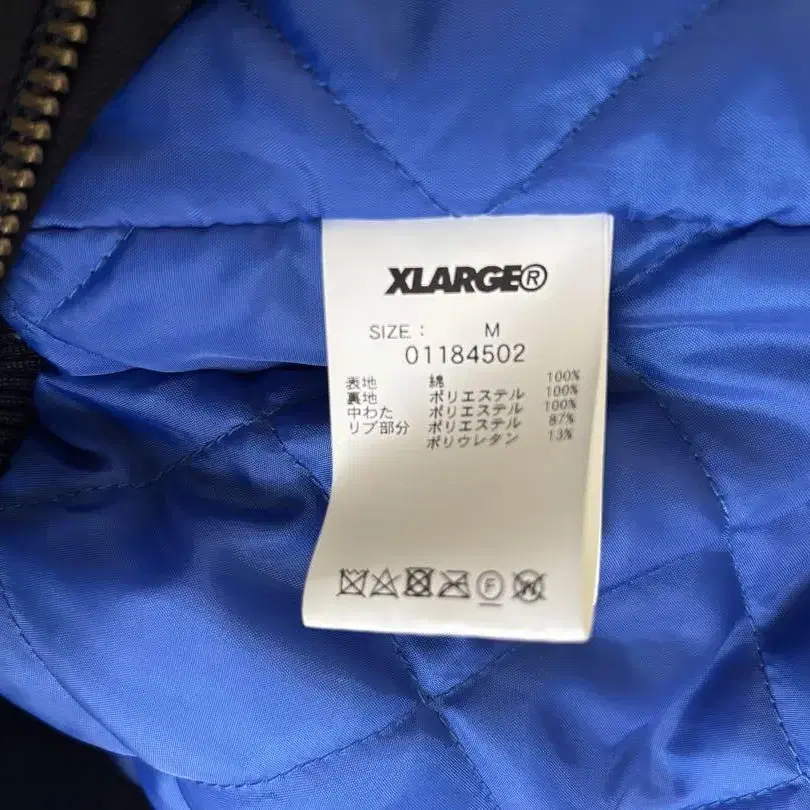 XLARGE®
SIZE : M
01184502
表地 綿 100%
裏地 ポリエステル 100%
中わた ポリエステル 100%
リブ部分 ポリエステル 87%
ポリウレタン 13%
F
W